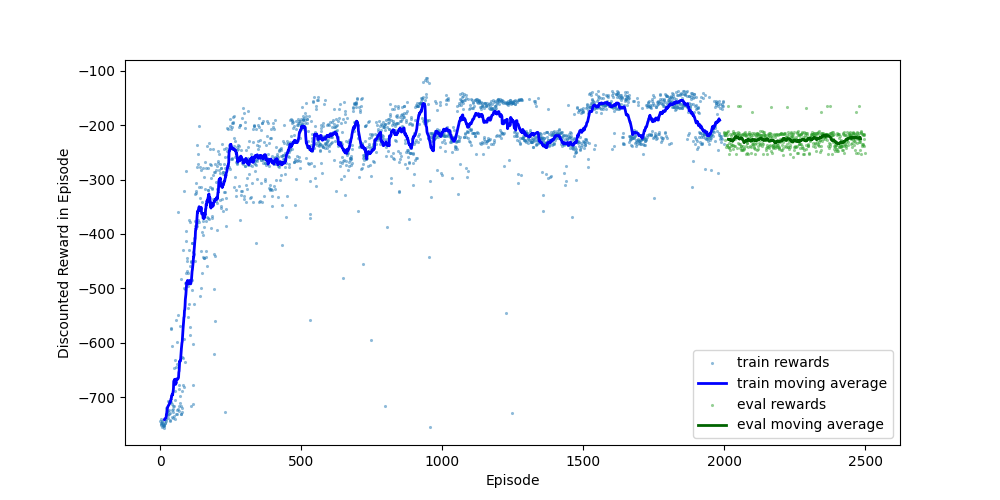 −100
−200
−300
−400
−500
−600
−700
Discounted Reward in Episode
0
500
1000
1500
2000
2500
Episode
train rewards
train moving average
eval rewards
eval moving average